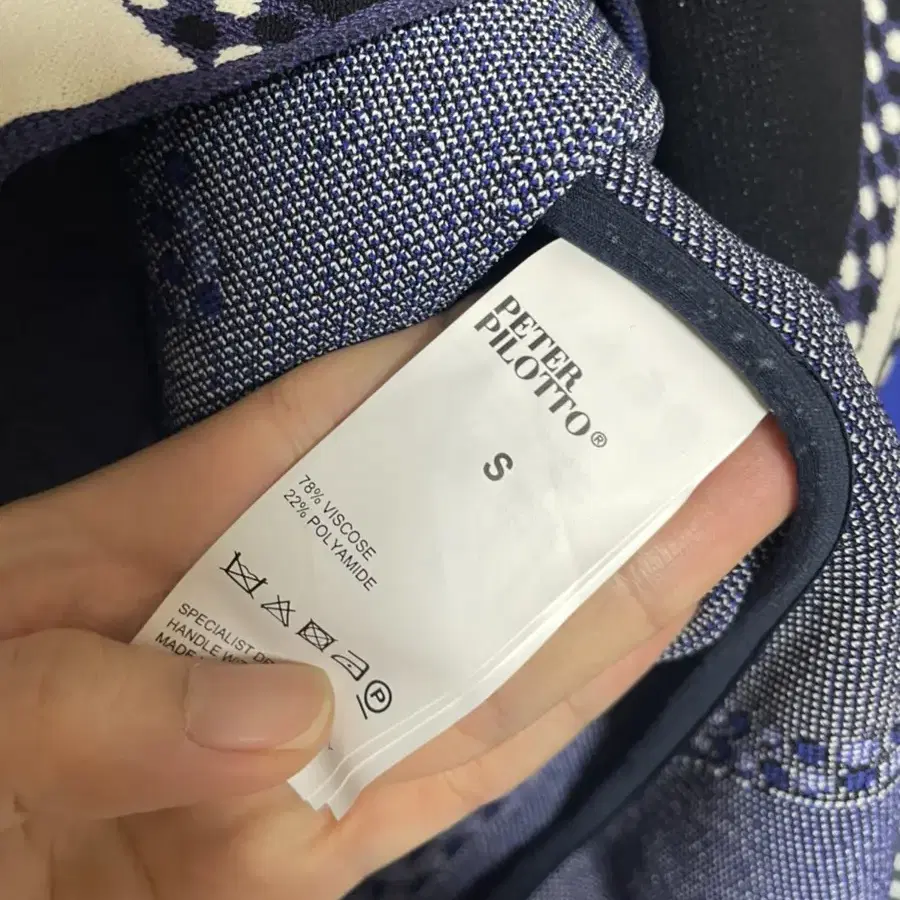 PETER
PILOTTO®
S
78% VISCOSE
22% POLYAMIDE
P
SPECIALIST
HANDLE
MADE